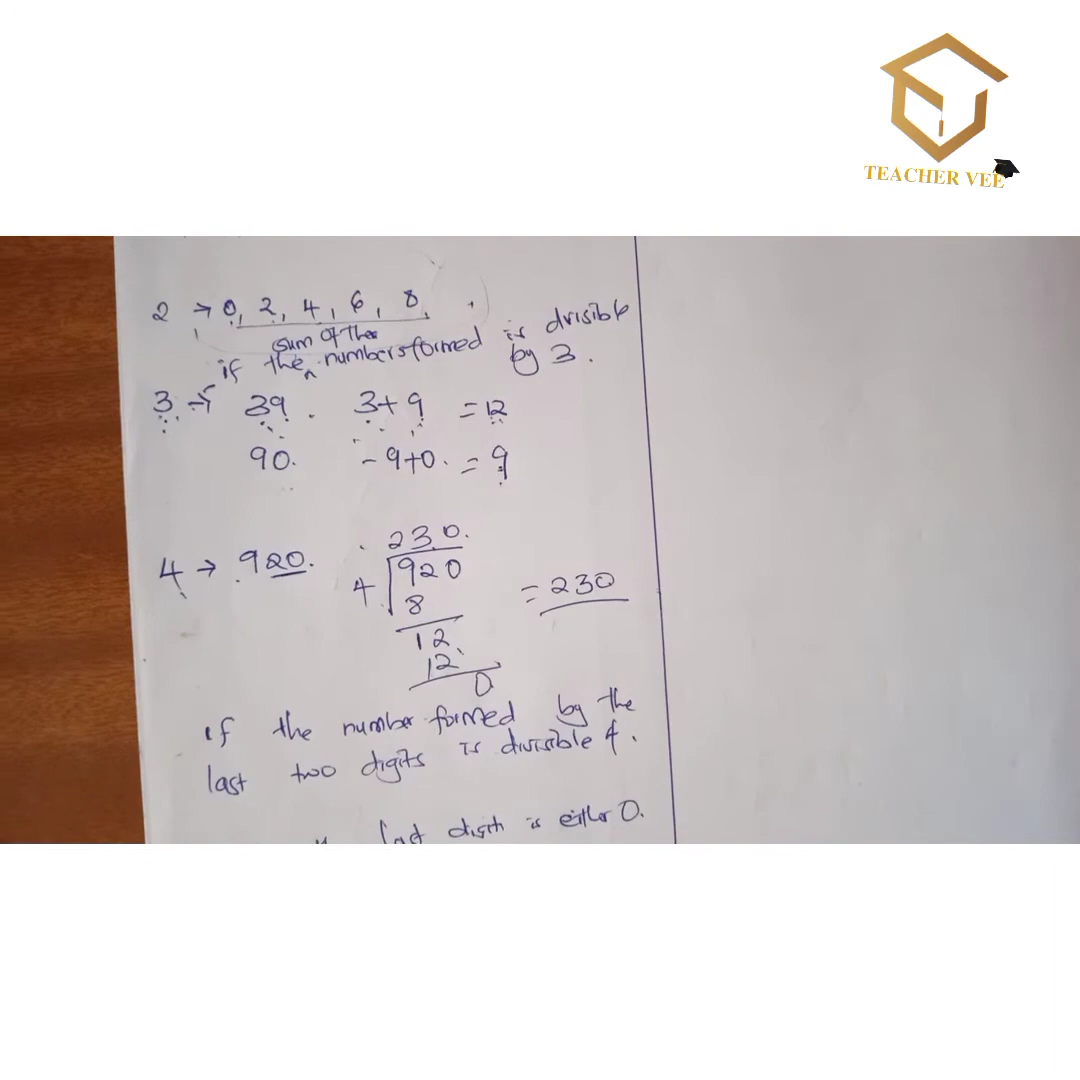 TEACHER VEE
2 → 0, 2, 4, 6, 8,
sum of the
if the ^ numbers formed is divisible
by 3.
3 → 39. 3+9 = 12
90. - 9+0. = 9
230.
4 → 920. 4 920 = 230
8
12
12
0
if the number formed by the
last two digits is divisible 4.
last digit is either 0.